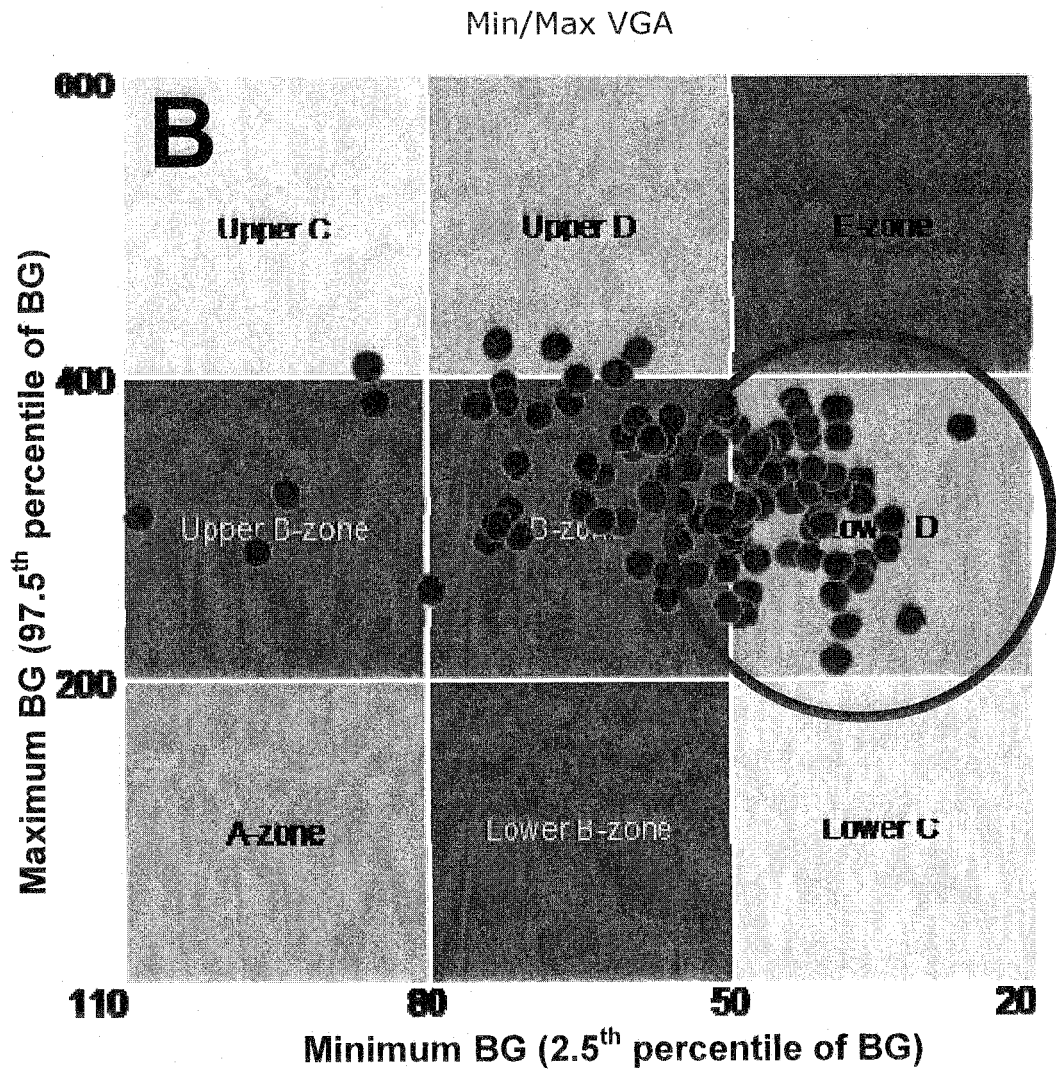 Min/Max VGA
600
B
Upper C
Upper D
E-zone
Maximum BG (97.5th percentile of BG)
400
Upper B-zone
Lower D
200
A-zone
Lower B-zone
Lower C
110
80
50
20
Minimum BG (2.5th percentile of BG)